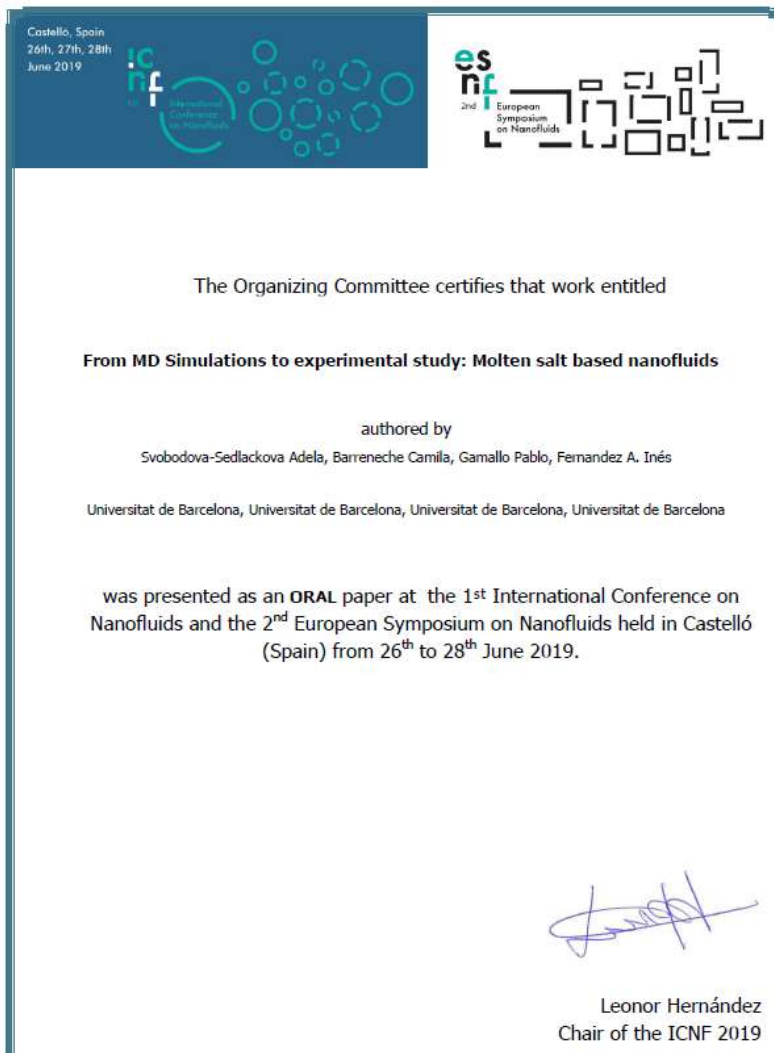 Castelló, Spain
26th, 27th, 28th
June 2019
ic
nf
International
Conference
on Nanofluids
es
nf
2nd
European
Symposium
on Nanofluids
The Organizing Committee certifies that work entitled
From MD Simulations to experimental study: Molten salt based nanofluids
authored by
Svobodova-Sedlackova Adela, Barreneche Camila, Gamallo Pablo, Fernandez A. Inés
Universitat de Barcelona, Universitat de Barcelona, Universitat de Barcelona, Universitat de Barcelona
was presented as an ORAL paper at the 1st International Conference on
Nanofluids and the 2nd European Symposium on Nanofluids held in Castelló
(Spain) from 26th to 28th June 2019.
Leonor Hernández
Chair of the ICNF 2019